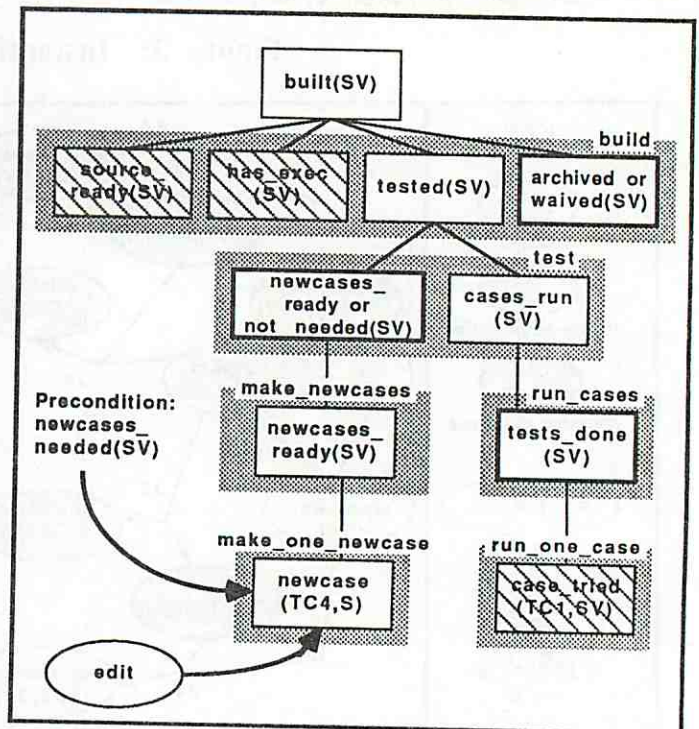 built(SV)
build
source_
ready(SV)
has_exec
(SV)
tested(SV)
archived or
waived(SV)
test
newcases_
ready or
not needed(SV)
cases_run
(SV)
make_newcases
run_cases
Precondition:
newcases_
needed(SV)
newcases_
ready(SV)
tests_done
(SV)
make_one_newcase
run_one_case
newcase
(TC4,S)
case_tried
(TC1,SV)
edit